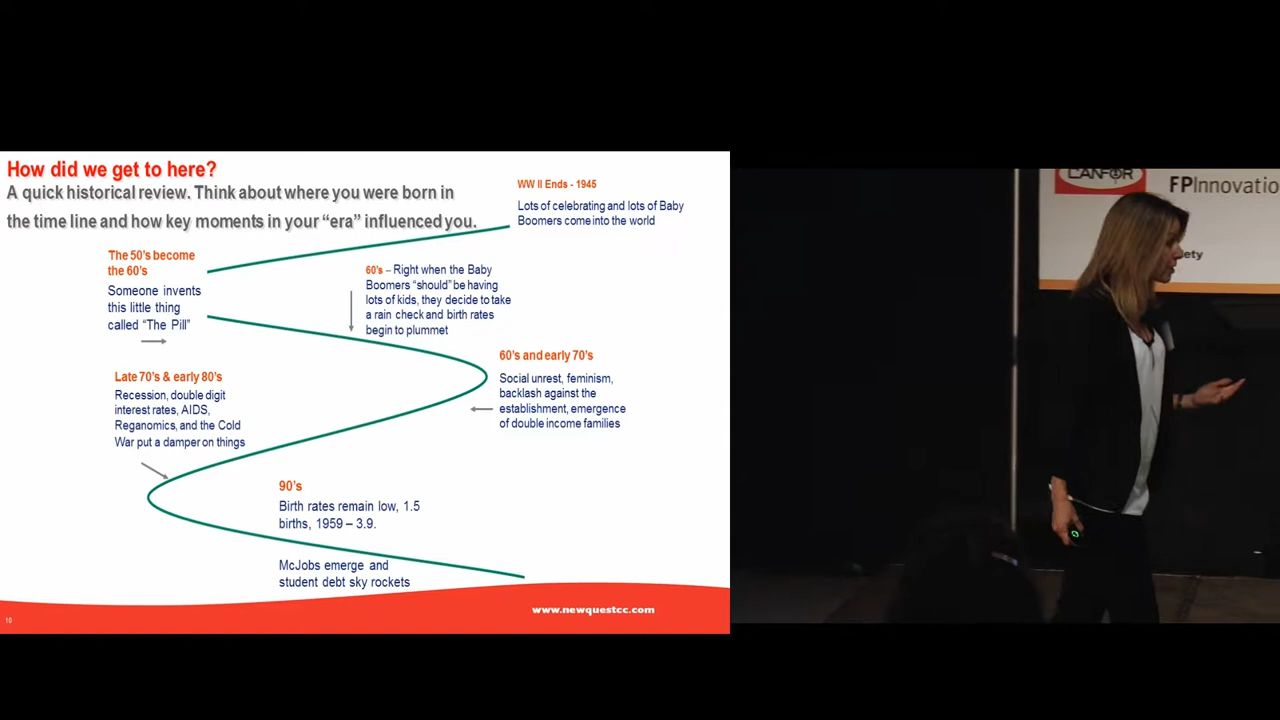 How did we get to here?
A quick historical review. Think about where you were born in
the time line and how key moments in your “era” influenced you.
WW II Ends - 1945
Lots of celebrating and lots of Baby
Boomers come into the world
The 50's become
the 60's
Someone invents
this little thing
called “The Pill”
60's – Right when the Baby
Boomers “should” be having
lots of kids, they decide to take
a rain check and birth rates
begin to plummet
60's and early 70's
Social unrest, feminism,
backlash against the
establishment, emergence
of double income families
Late 70's & early 80's
Recession, double digit
interest rates, AIDS,
Reganomics, and the Cold
War put a damper on things
90's
Birth rates remain low, 1.5
births, 1959 – 3.9.
McJobs emerge and
student debt sky rockets
www.newquestcc.com
10
CANFOR
FPInnovatio
ety